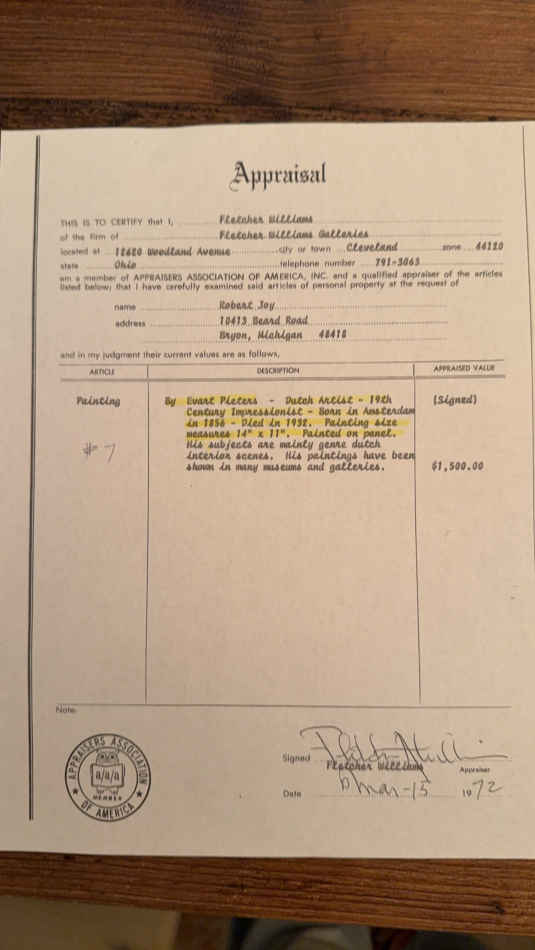 Appraisal
THIS IS TO CERTIFY that I, Fletcher Williams
of the firm of Fletcher Williams Galleries
located at 12620 Woodland Avenue city or town Cleveland zone 44120
state Ohio telephone number 791-3063
am a member of APPRAISERS ASSOCIATION OF AMERICA, INC. and a qualified appraiser of the articles
listed below; that I have carefully examined said articles of personal property at the request of
name Robert Joy
address 10413 Beard Road
Bryon, Michigan 48418
and in my judgment their current values are as follows,
ARTICLE DESCRIPTION APPRAISED VALUE
Painting By Evart Pieters - Dutch Artist - 19th (Signed)
Century Impressionist - Born in Amsterdam
in 1856 - Died in 1932. Painting size
measures 14" x 11". Painted on panel.
# 7 His subjects are mainly genre dutch
interior scenes. His paintings have been
shown in many museums and galleries. $1,500.00
Note:
APPRAISERS ASSOCIATION
a/a/a
MEMBER
OF AMERICA
Signed Fletcher Williams
Fletcher Williams Appraiser
Date Mar-15 1972